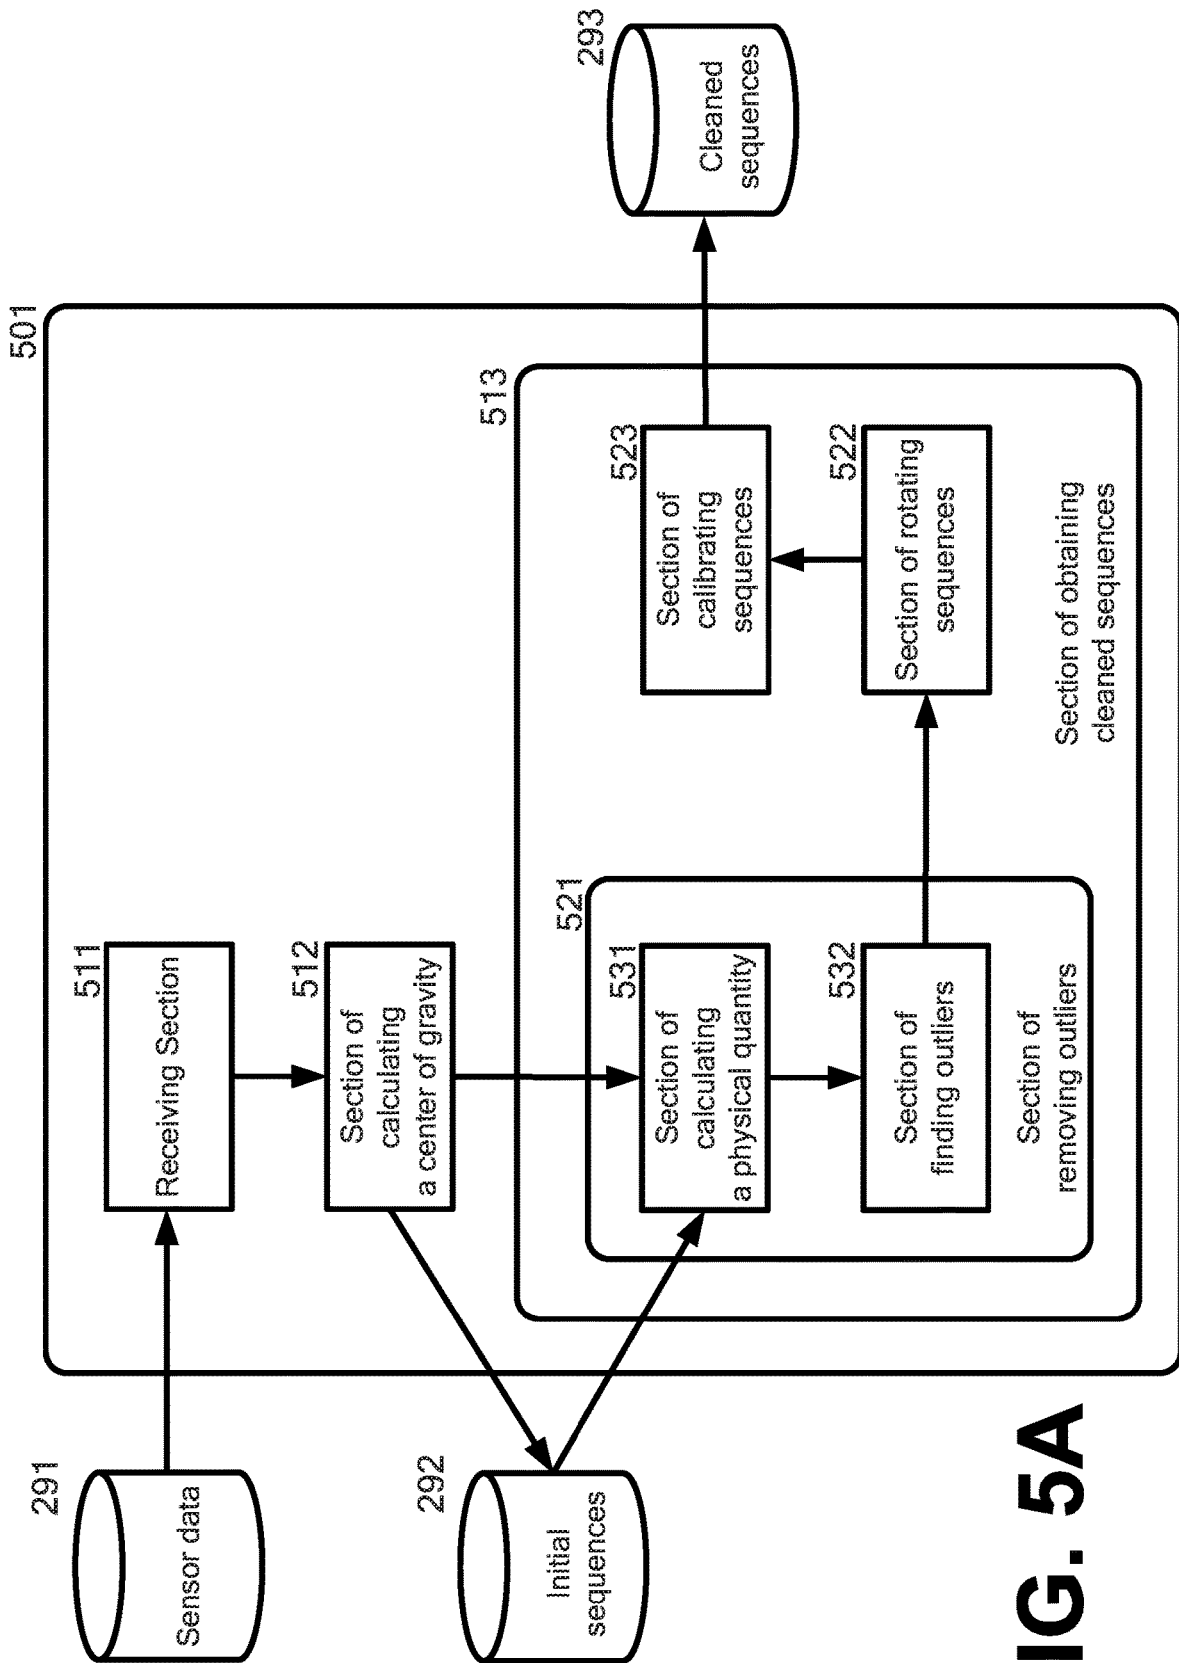 291
Sensor data
292
Initial
sequences
501
511
Receiving Section
512
Section of
calculating
a center of gravity
513
521
531
Section of
calculating
a physical quantity
532
Section of
finding outliers
Section of
removing outliers
523
Section of
calibrating
sequences
522
Section of rotating
sequences
Section of obtaining
cleaned sequences
293
Cleaned
sequences
IG. 5A